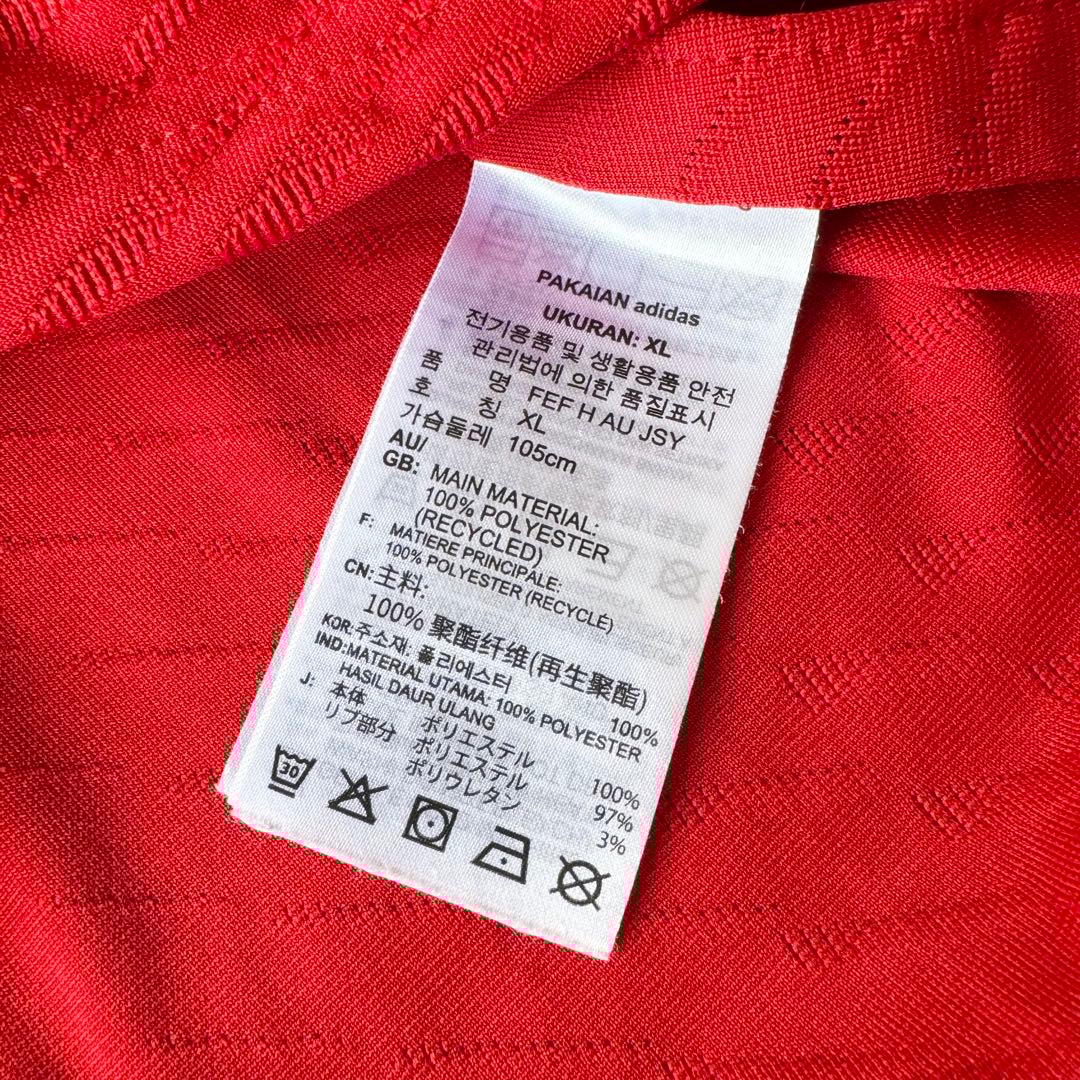 PAKAIAN adidas
UKURAN: XL
전기용품 및 생활용품 안전
관리법에 의한 품질표시
품 명 FEF H AU JSY
호 칭 XL
가슴둘레 105cm
AU/
GB: MAIN MATERIAL:
100% POLYESTER
(RECYCLED)
F: MATIERE PRINCIPALE:
100% POLYESTER (RECYCLÉ)
CN: 主料:
100% 聚酯纤维(再生聚酯)
KOR: 주소재: 폴리에스터 100%
IND: MATERIAL UTAMA: 100% POLYESTER
HASIL DAUR ULANG
J: 本体 ポリエステル 100%
リブ部分 ポリエステル 97%
ポリウレタン 3%
30